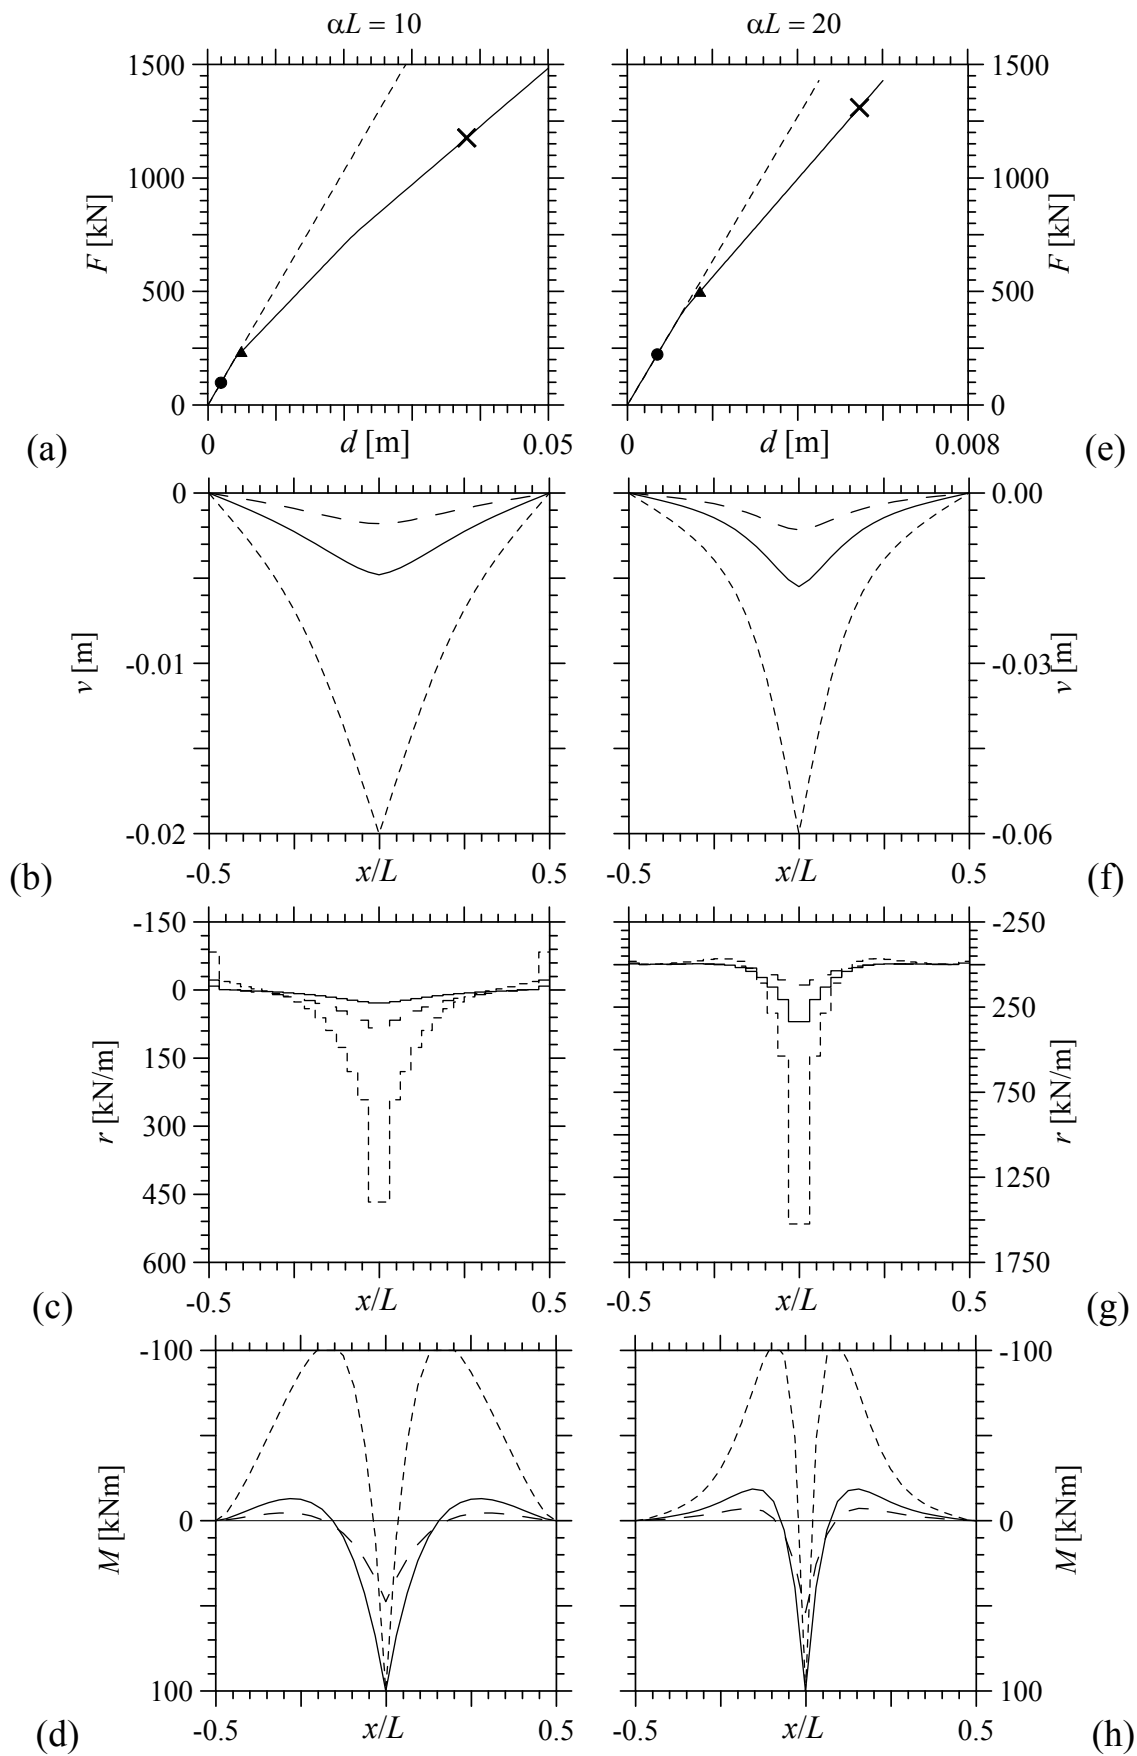 αL = 10 αL = 20
1500 1500
1000 1000
500 500
0 0
F [kN] F [kN]
0 d [m] 0.05 0 d [m] 0.008
(a) (e)
0 0.00
-0.01 -0.03
-0.02 -0.06
v [m] v [m]
-0.5 x/L 0.5 -0.5 x/L 0.5
(b) (f)
-150 -250
0 250
150 750
300 1250
450 1750
600
r [kN/m] r [kN/m]
-0.5 x/L 0.5 -0.5 x/L 0.5
(c) (g)
-100 -100
0 0
100 100
M [kNm] M [kNm]
-0.5 x/L 0.5 -0.5 x/L 0.5
(d) (h)